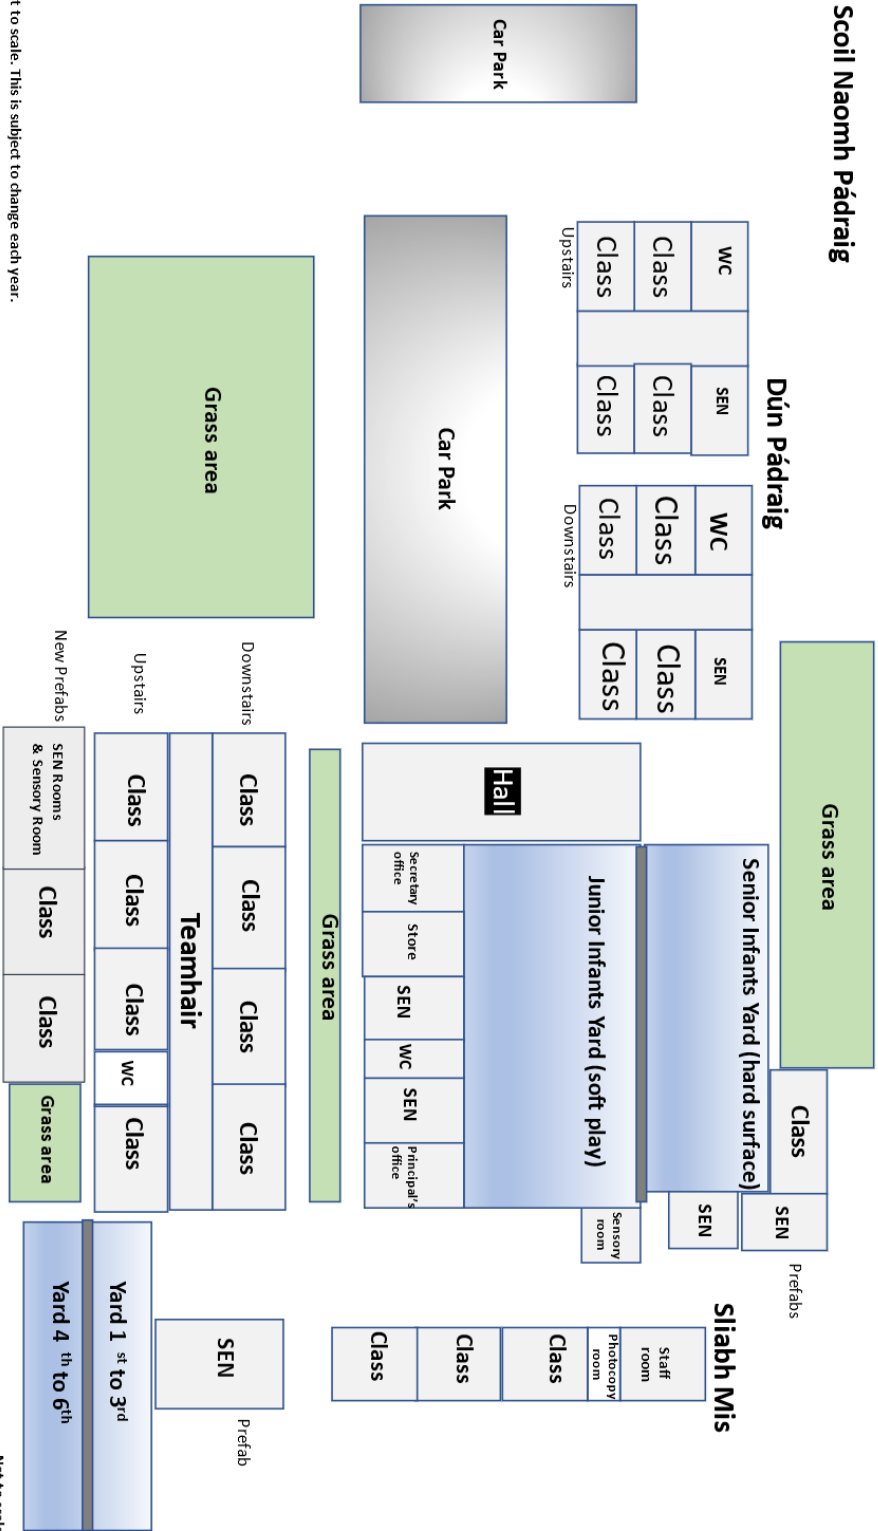 Scoil Naomh Pádraig
Car Park
Dún Pádraig
WC
SEN
Class
Class
Class
Class
Upstairs
WC
SEN
Class
Class
Class
Class
Downstairs
Car Park
Grass area
Grass area
Senior Infants Yard (hard surface)
Class
SEN
SEN
Prefabs
Hall
Junior Infants Yard (soft play)
Sensory
room
Secretary
office
Store
SEN
WC
SEN
Principal's
office
Sliabh Mis
Staff
room
Photocopy
room
Class
Class
Class
Grass area
Downstairs
Class
Class
Class
Class
Teamhair
Upstairs
Class
Class
Class
WC
Class
New Prefabs
SEN Rooms
& Sensory Room
Class
Class
Grass area
SEN
Prefab
Yard 1 st to 3rd
Yard 4 th to 6th
t to scale. This is subject to change each year.